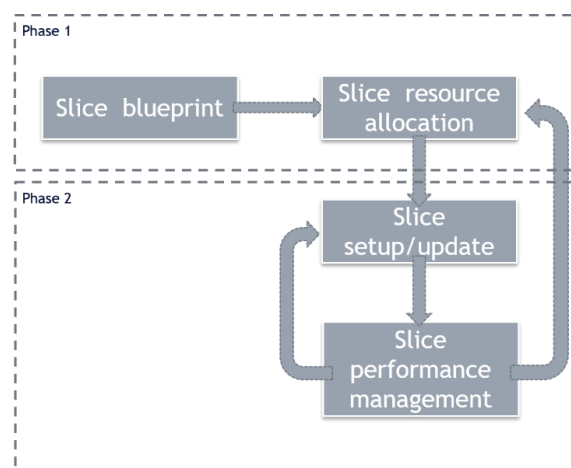 Phase 1
Slice blueprint
Slice resource
allocation
Phase 2
Slice
setup/update
Slice
performance
management